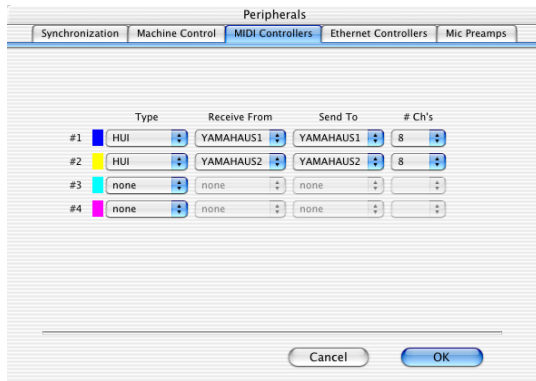 Peripherals
Synchronization Machine Control MIDI Controllers Ethernet Controllers Mic Preamps
Type Receive From Send To # Ch's
#1 HUI YAMAHAUS1 YAMAHAUS1 8
#2 HUI YAMAHAUS2 YAMAHAUS2 8
#3 none none none
#4 none none none
Cancel OK